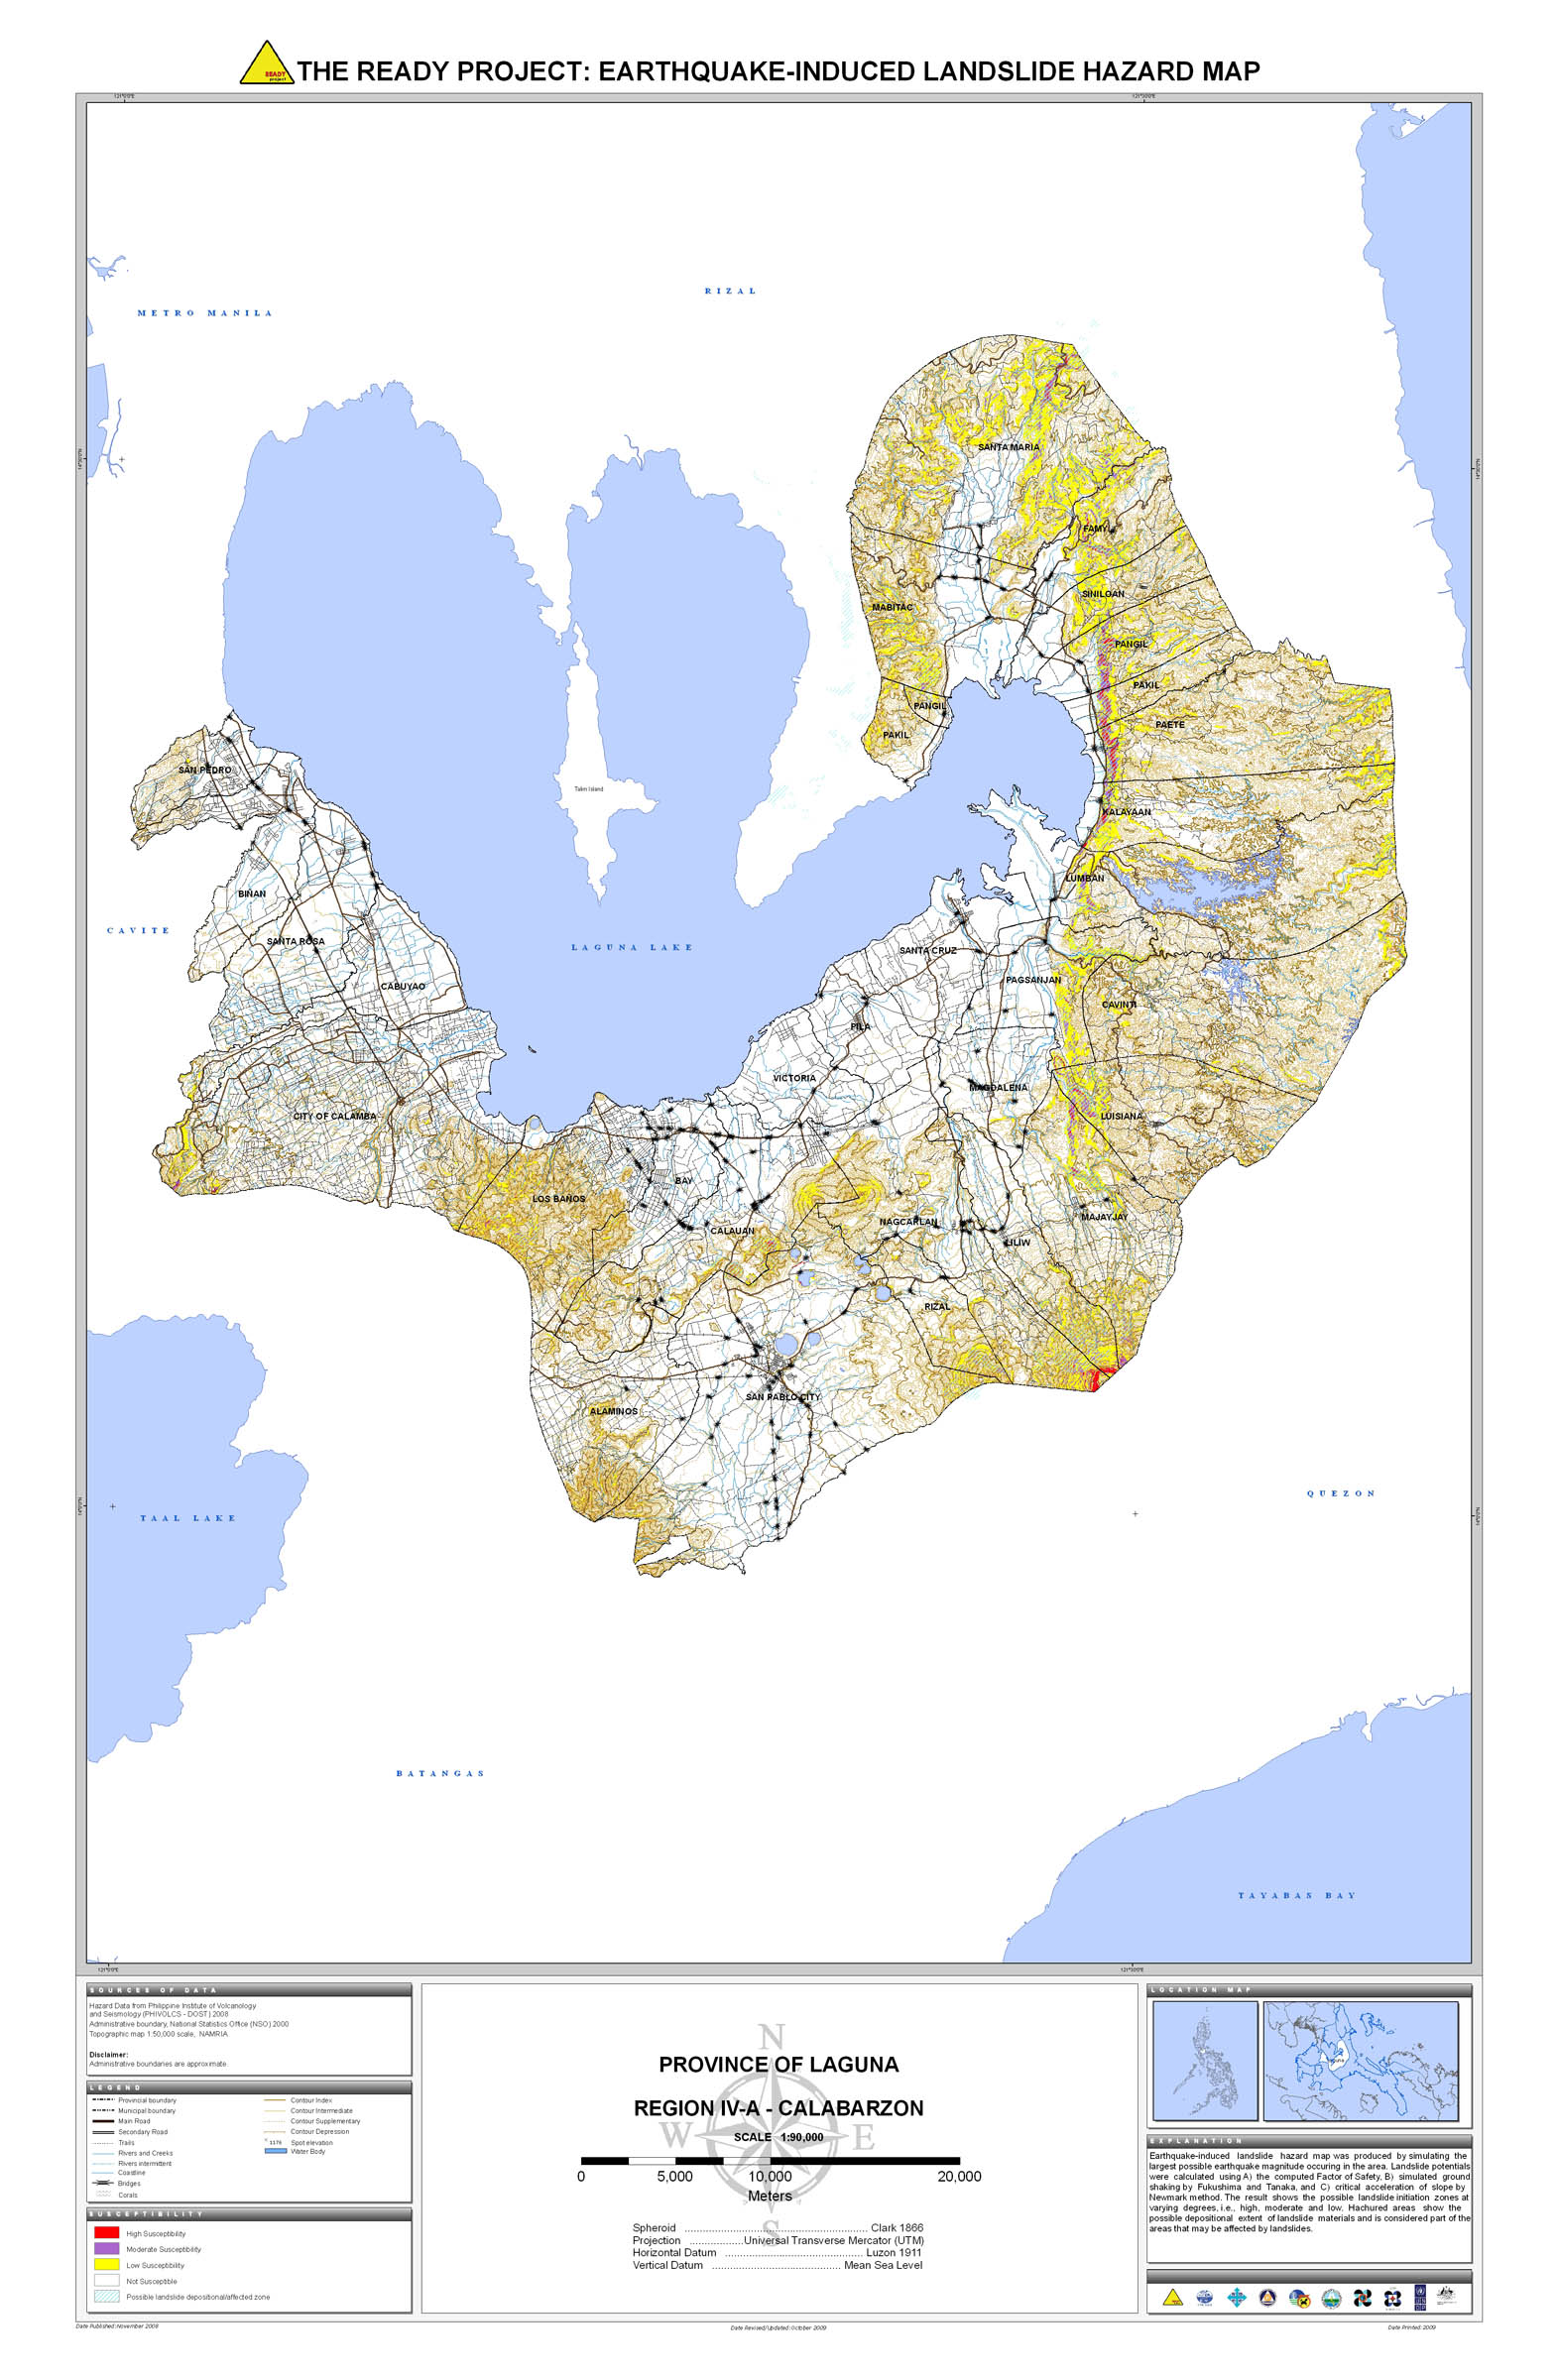 READY
project
THE READY PROJECT: EARTHQUAKE-INDUCED LANDSLIDE HAZARD MAP
121°0'0"E
RIZAL
METRO MANILA
SANTA MARIA
FAMY
SINILOAN
MABITAC
PANGIL
PAKIL
PANGIL
PAETE
PAKIL
SAN PEDRO
Talim Island
KALAYAAN
LUMBAN
BIÑAN
CAVITE
SANTA ROSA
LAGUNA LAKE
SANTA CRUZ
PAGSANJAN
CABUYAO
CAVINTI
PILA
VICTORIA
MAGDALENA
CITY OF CALAMBA
LUISIANA
BAY
LOS BAÑOS
MAJAYJAY
NAGCARLAN
CALAUAN
LILIW
RIZAL
SAN PABLO CITY
ALAMINOS
QUEZON
TAAL LAKE
BATANGAS
TAYABAS BAY
SOURCES OF DATA
Hazard Data from Philippine Institute of Volcanology
and Seismology (PHIVOLCS - DOST) 2008
Administrative boundary, National Statistics Office (NSO) 2000
Topographic map 1:50,000 scale, NAMRIA
Disclaimer:
Administrative boundaries are approximate.
LEGEND
Provincial boundary
Municipal boundary
Main Road
Secondary Road
Trails
Rivers and Creeks
Rivers intermittent
Coastline
Bridges
Corals
Contour Index
Contour Intermediate
Contour Supplementary
Contour Depression
1176 Spot elevation
Water Body
SUSCEPTIBILITY
High Susceptibility
Moderate Susceptibility
Low Susceptibility
Not Susceptible
Possible landslide depositional/affected zone
N
W
E
S
PROVINCE OF LAGUNA
REGION IV-A - CALABARZON
SCALE 1:90,000
0 5,000 10,000 20,000
Meters
Spheroid ........ Clark 1866
Projection ........ Universal Transverse Mercator (UTM)
Horizontal Datum ........ Luzon 1911
Vertical Datum ........ Mean Sea Level
LOCATION MAP
EXPLANATION
Earthquake-induced landslide hazard map was produced by simulating the
largest possible earthquake magnitude occuring in the area. Landslide potentials
were calculated using A) the computed Factor of Safety, B) simulated ground
shaking by Fukushima and Tanaka, and C) critical acceleration of slope by
Newmark method. The result shows the possible landslide initiation zones at
varying degrees, i.e., high, moderate and low. Hachured areas show the
possible depositional extent of landslide materials and is considered part of the
areas that may be affected by landslides.
Date Published: November 2008
Date Revised/Updated: October 2009
Date Printed: 2009